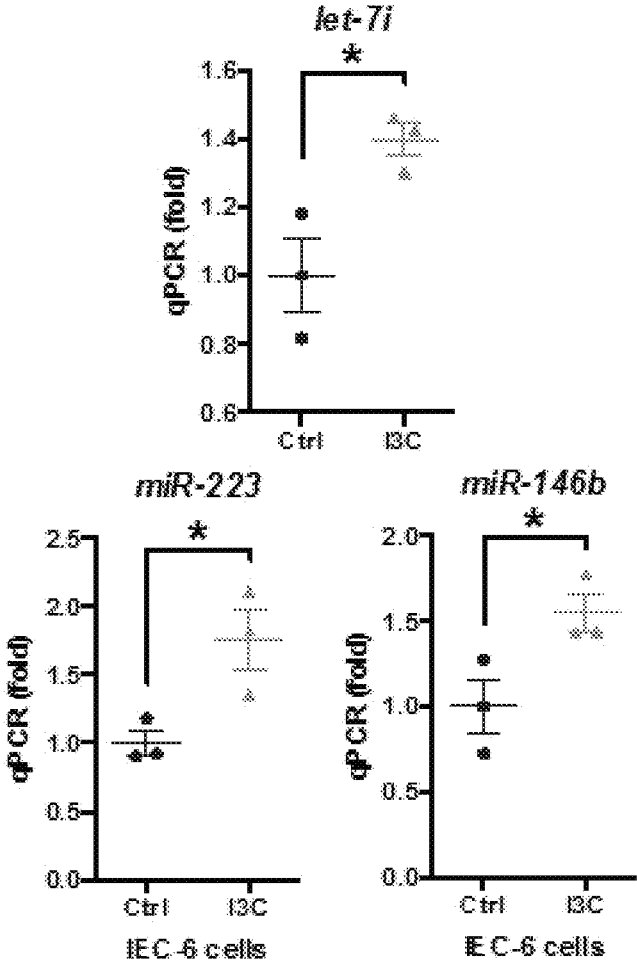 let-7i
*
1.6
1.4
1.2
1.0
0.8
0.6
qPCR (fold)
Ctrl I3C
miR-223
*
2.5
2.0
1.5
1.0
0.5
0.0
qPCR (fold)
Ctrl I3C
IEC-6 cells
miR-146b
*
2.0
1.5
1.0
0.5
0.0
qPCR (fold)
Ctrl I3C
IEC-6 cells